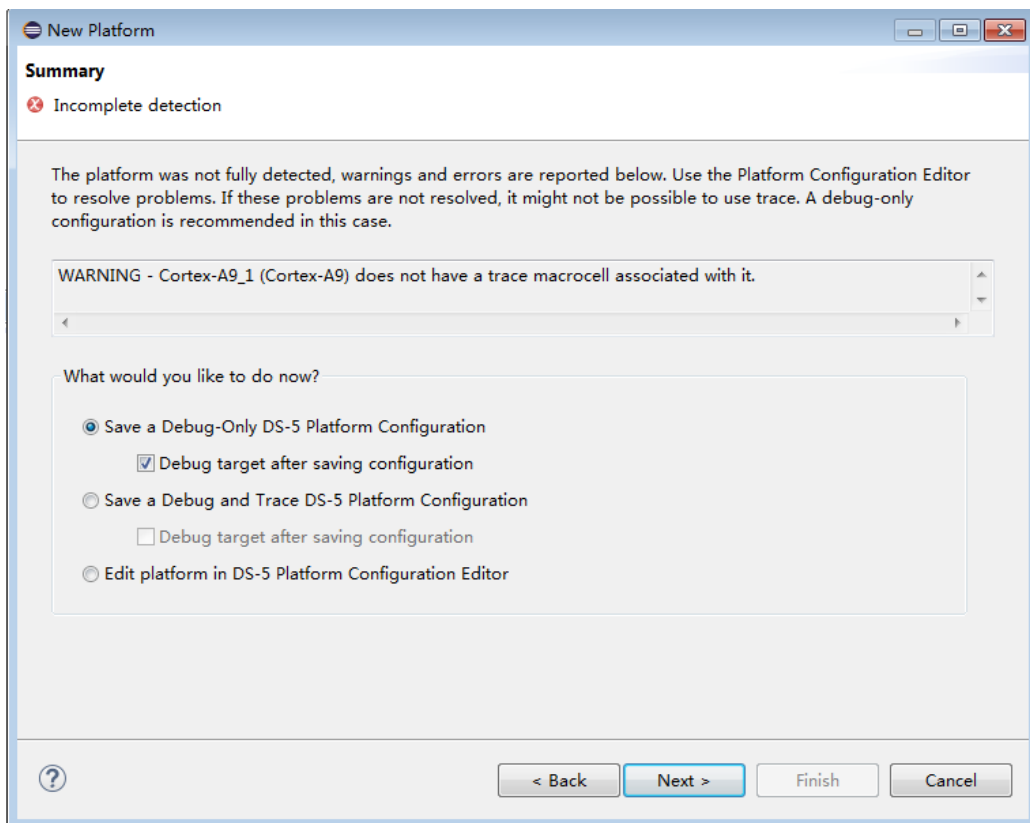 New Platform
Summary
Incomplete detection
The platform was not fully detected, warnings and errors are reported below. Use the Platform Configuration Editor
to resolve problems. If these problems are not resolved, it might not be possible to use trace. A debug-only
configuration is recommended in this case.
WARNING - Cortex-A9_1 (Cortex-A9) does not have a trace macrocell associated with it.
What would you like to do now?
Save a Debug-Only DS-5 Platform Configuration
Debug target after saving configuration
Save a Debug and Trace DS-5 Platform Configuration
Debug target after saving configuration
Edit platform in DS-5 Platform Configuration Editor
? < Back Next > Finish Cancel